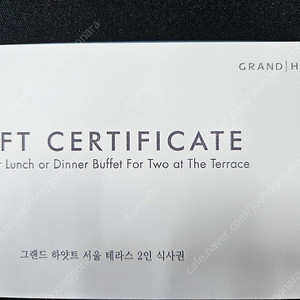 GRAND | H
FT CERTIFICATE
Lunch or Dinner Buffet For Two at The Terrace
그랜드 하얏트 서울 테라스 2인 식사권